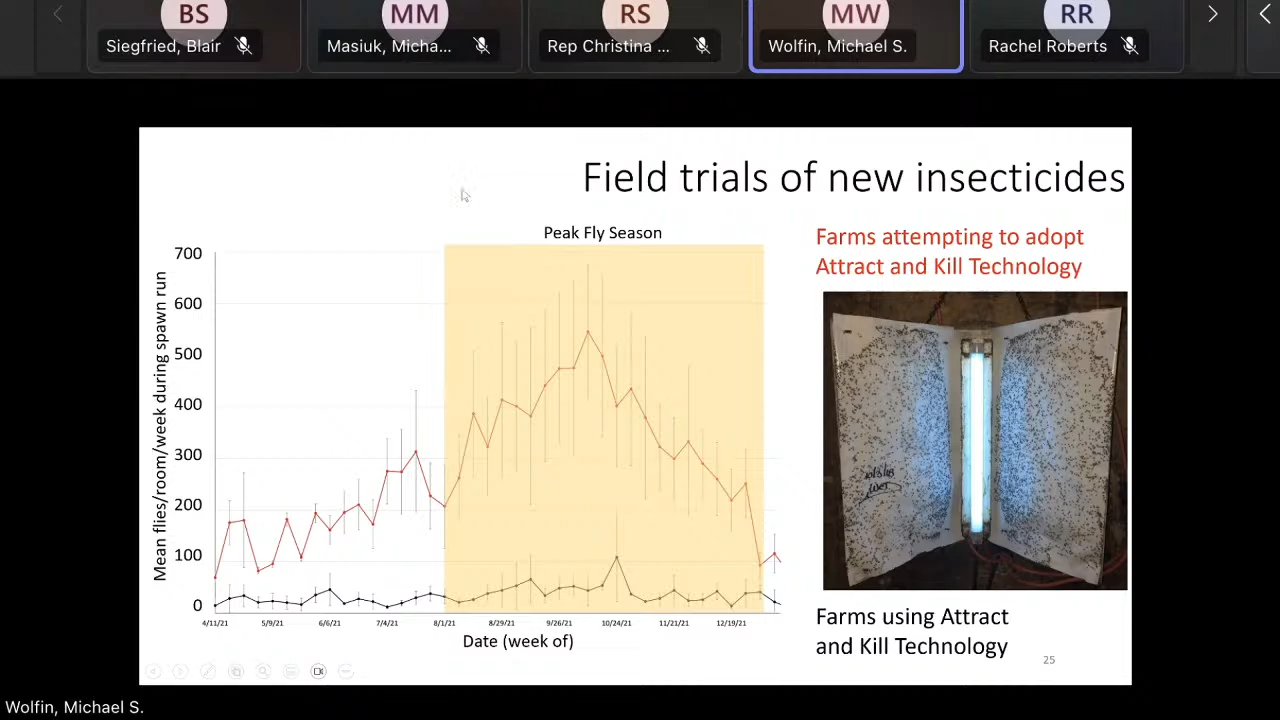 BS
MM
RS
MW
RR
Siegfried, Blair
Masiuk, Micha...
Rep Christina ...
Wolfin, Michael S.
Rachel Roberts
Field trials of new insecticides
Peak Fly Season
Farms attempting to adopt
Attract and Kill Technology
Mean flies/room/week during spawn run
700
600
500
400
300
200
100
0
4/11/21
5/9/21
6/6/21
7/4/21
8/1/21
8/29/21
9/26/21
10/24/21
11/21/21
12/19/21
Date (week of)
Farms using Attract
and Kill Technology
25
Wolfin, Michael S.